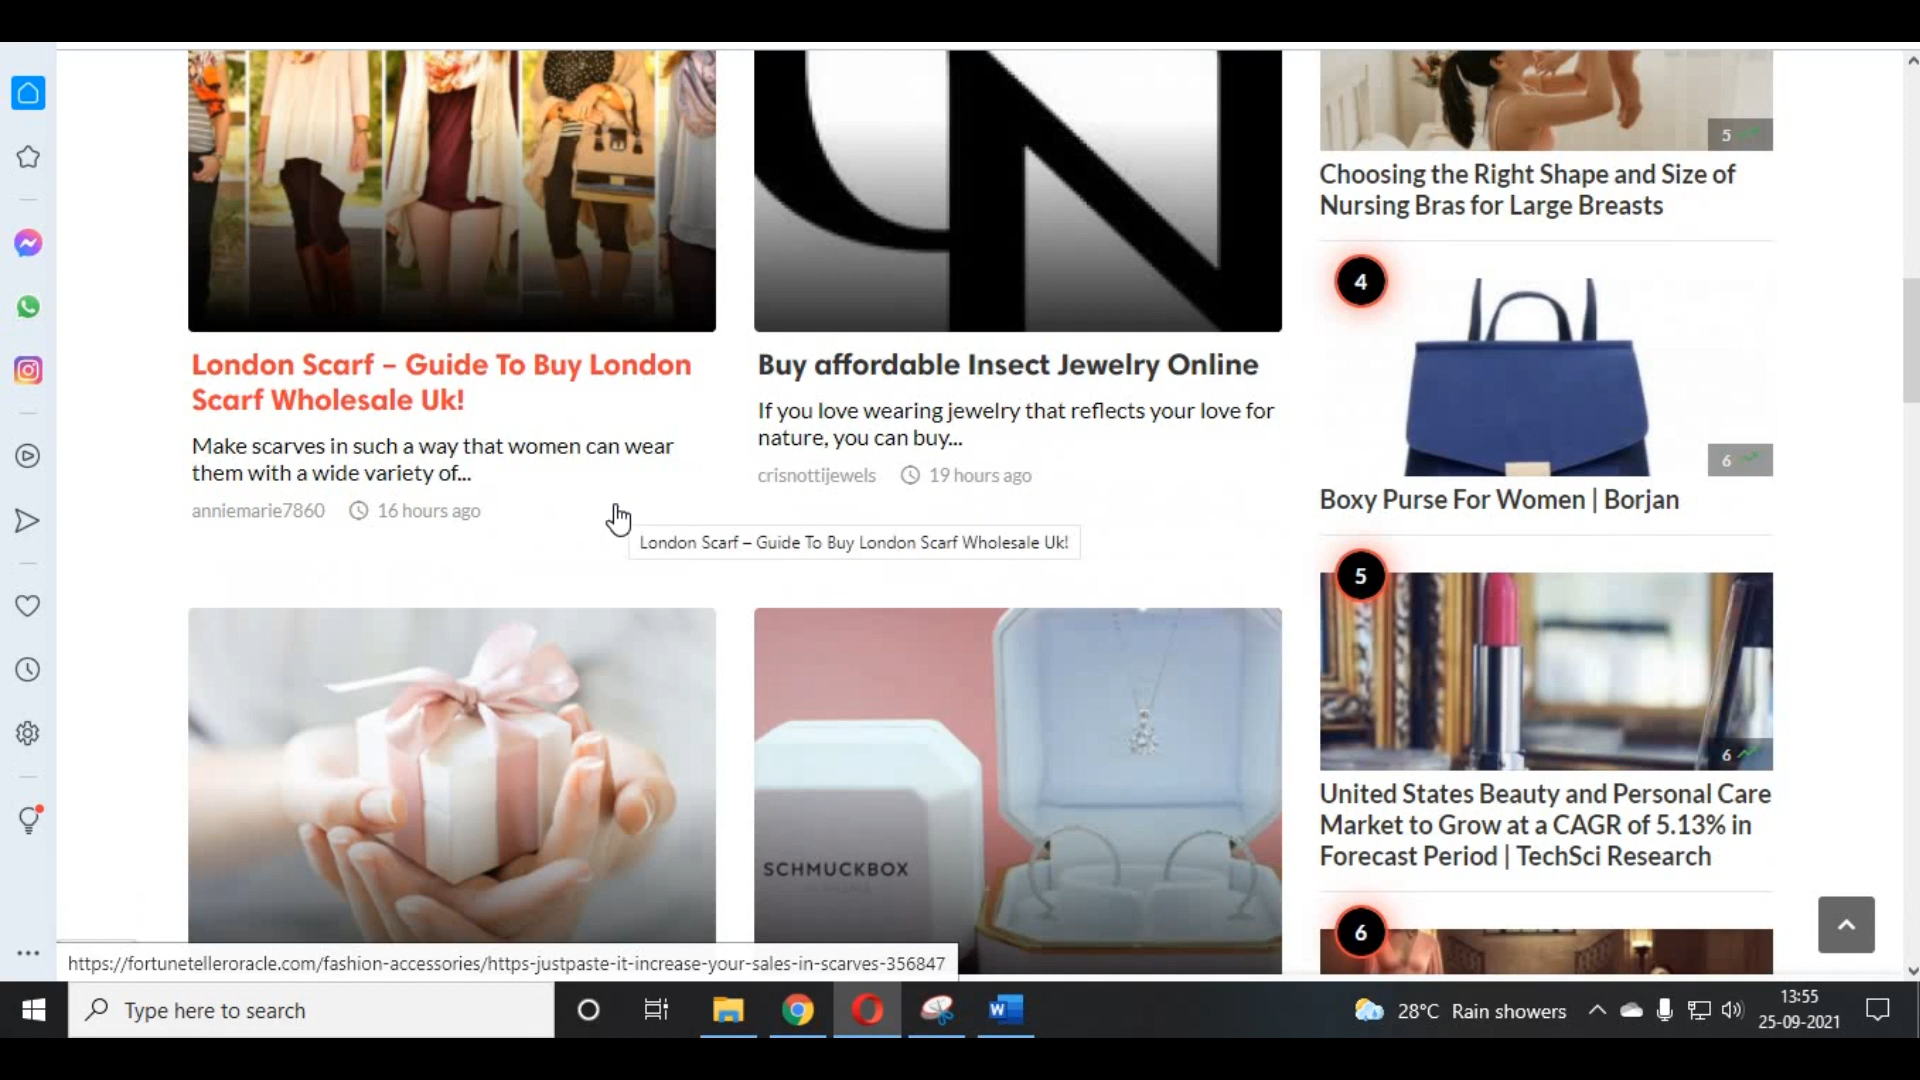 London Scarf – Guide To Buy London
Scarf Wholesale Uk!
Make scarves in such a way that women can wear
them with a wide variety of...
anniemarie7860 16 hours ago
London Scarf – Guide To Buy London Scarf Wholesale Uk!
Buy affordable Insect Jewelry Online
If you love wearing jewelry that reflects your love for
nature, you can buy...
crisnottijewels 19 hours ago
SCHMUCKBOX
5
Choosing the Right Shape and Size of
Nursing Bras for Large Breasts
4
6
Boxy Purse For Women | Borjan
5
6
United States Beauty and Personal Care
Market to Grow at a CAGR of 5.13% in
Forecast Period | TechSci Research
6
https://fortunetelleroracle.com/fashion-accessories/https-justpaste-it-increase-your-sales-in-scarves-356847
Type here to search
W
28°C Rain showers
13:55
25-09-2021